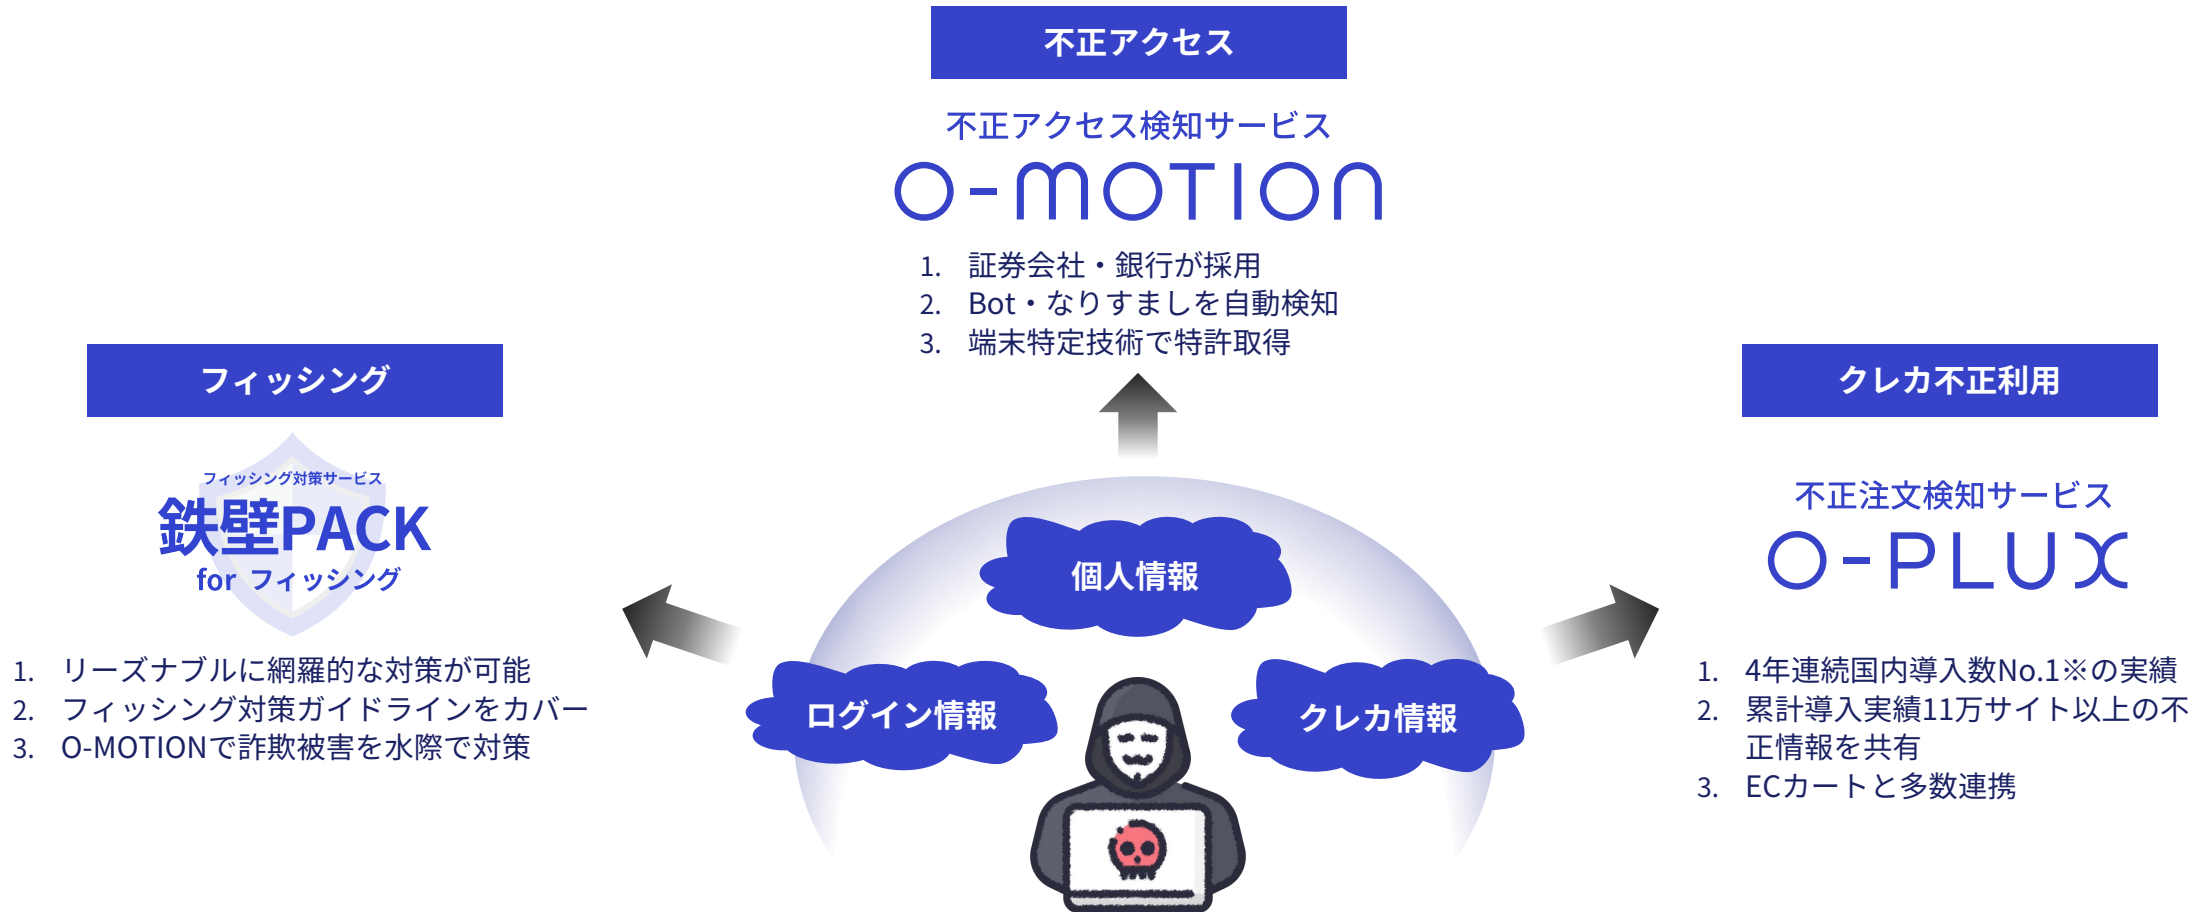 不正アクセス
不正アクセス検知サービス
O-MOTION
1. 証券会社・銀行が採用
2. Bot・なりすましを自動検知
3. 端末特定技術で特許取得
フィッシング
フィッシング対策サービス
鉄壁PACK
for フィッシング
1. リーズナブルに網羅的な対策が可能
2. フィッシング対策ガイドラインをカバー
3. O-MOTIONで詐欺被害を水際で対策
個人情報
ログイン情報
クレカ情報
クレカ不正利用
不正注文検知サービス
O-PLUX
1. 4年連続国内導入数No.1※の実績
2. 累計導入実績11万サイト以上の不
正情報を共有
3. ECカートと多数連携